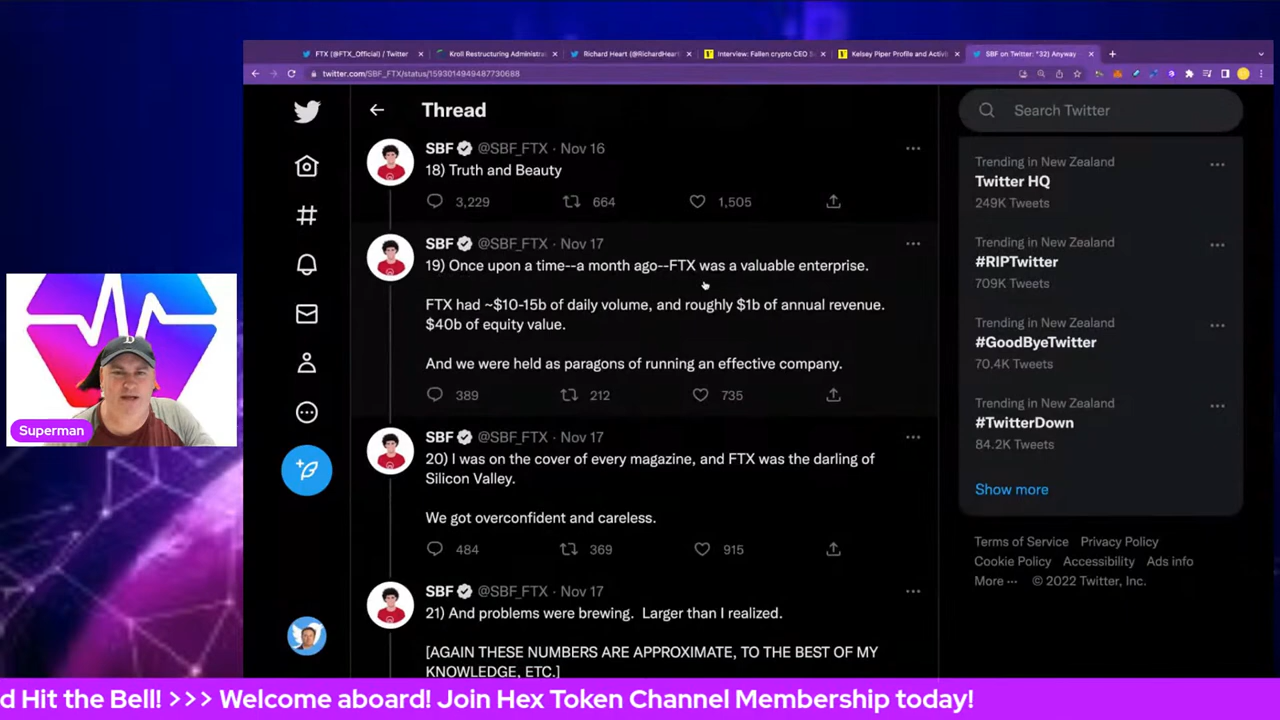 FTX (@FTX_Official) / Twitter
Kroll Restructuring Administra
Richard Heart (@RichardHeart
Interview: Fallen crypto CEO
Kelsey Piper Profile and Activi
SBF on Twitter: "32) Anyway
twitter.com/SBF_FTX/status/1593014949487730688
Thread
Search Twitter
SBF @SBF_FTX · Nov 16
18) Truth and Beauty
3,229 664 1,505
SBF @SBF_FTX · Nov 17
19) Once upon a time--a month ago--FTX was a valuable enterprise.
FTX had ~$10-15b of daily volume, and roughly $1b of annual revenue.
$40b of equity value.
And we were held as paragons of running an effective company.
389 212 735
SBF @SBF_FTX · Nov 17
20) I was on the cover of every magazine, and FTX was the darling of
Silicon Valley.
We got overconfident and careless.
484 369 915
SBF @SBF_FTX · Nov 17
21) And problems were brewing. Larger than I realized.
[AGAIN THESE NUMBERS ARE APPROXIMATE, TO THE BEST OF MY
KNOWLEDGE, ETC.]
Trending in New Zealand
Twitter HQ
249K Tweets
Trending in New Zealand
#RIPTwitter
709K Tweets
Trending in New Zealand
#GoodByeTwitter
70.4K Tweets
Trending in New Zealand
#TwitterDown
84.2K Tweets
Show more
Terms of Service Privacy Policy
Cookie Policy Accessibility Ads info
More ··· © 2022 Twitter, Inc.
Superman
d Hit the Bell! >>> Welcome aboard! Join Hex Token Channel Membership today!